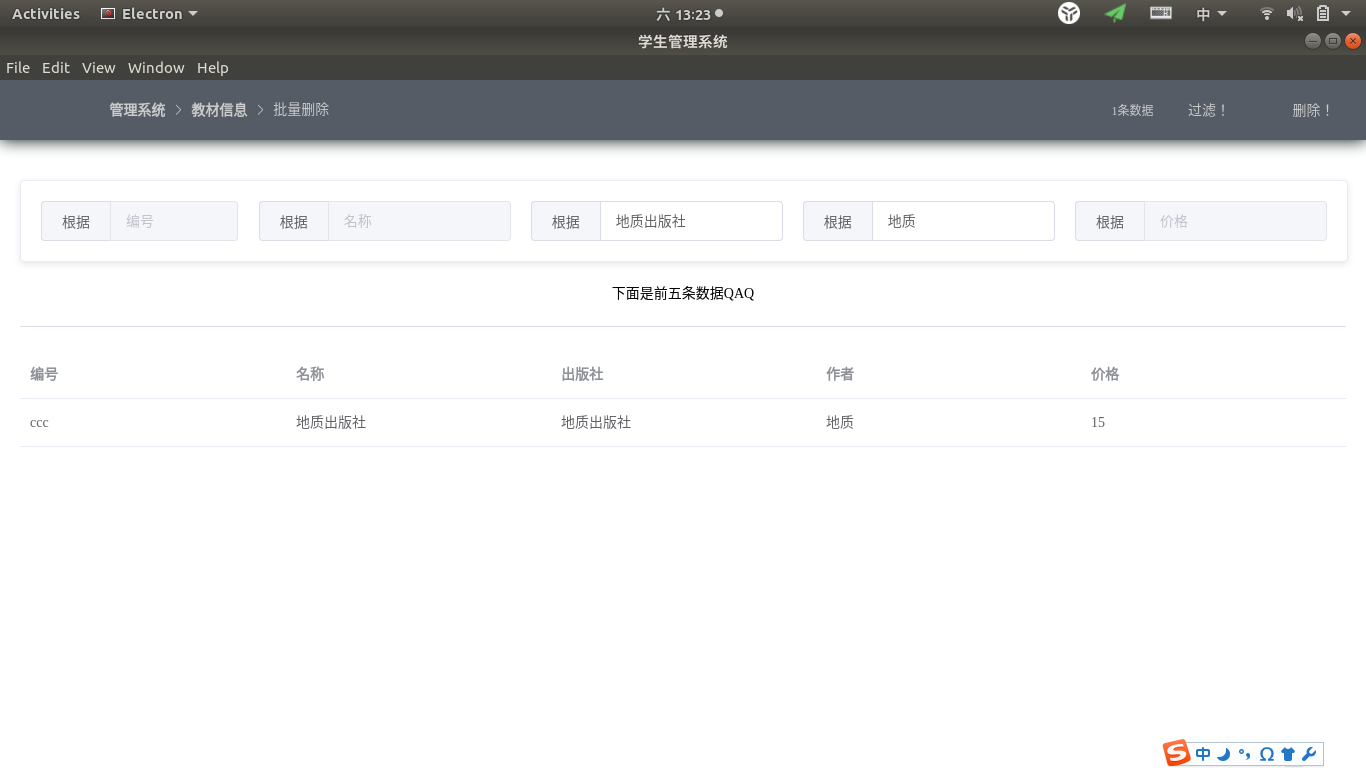 Activities Electron 六 13:23 中
学生管理系统
File Edit View Window Help
管理系统 教材信息 批量删除 1条数据 过滤！ 删除！
根据 编号 根据 名称 根据 地质出版社 根据 地质 根据 价格
下面是前五条数据QAQ
编号 名称 出版社 作者 价格
ccc 地质出版社 地质出版社 地质 15
S 中